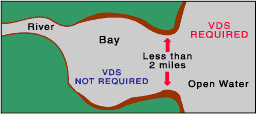 River
Bay
VDS
REQUIRED
Less than
2 miles
VDS
NOT REQUIRED
Open Water